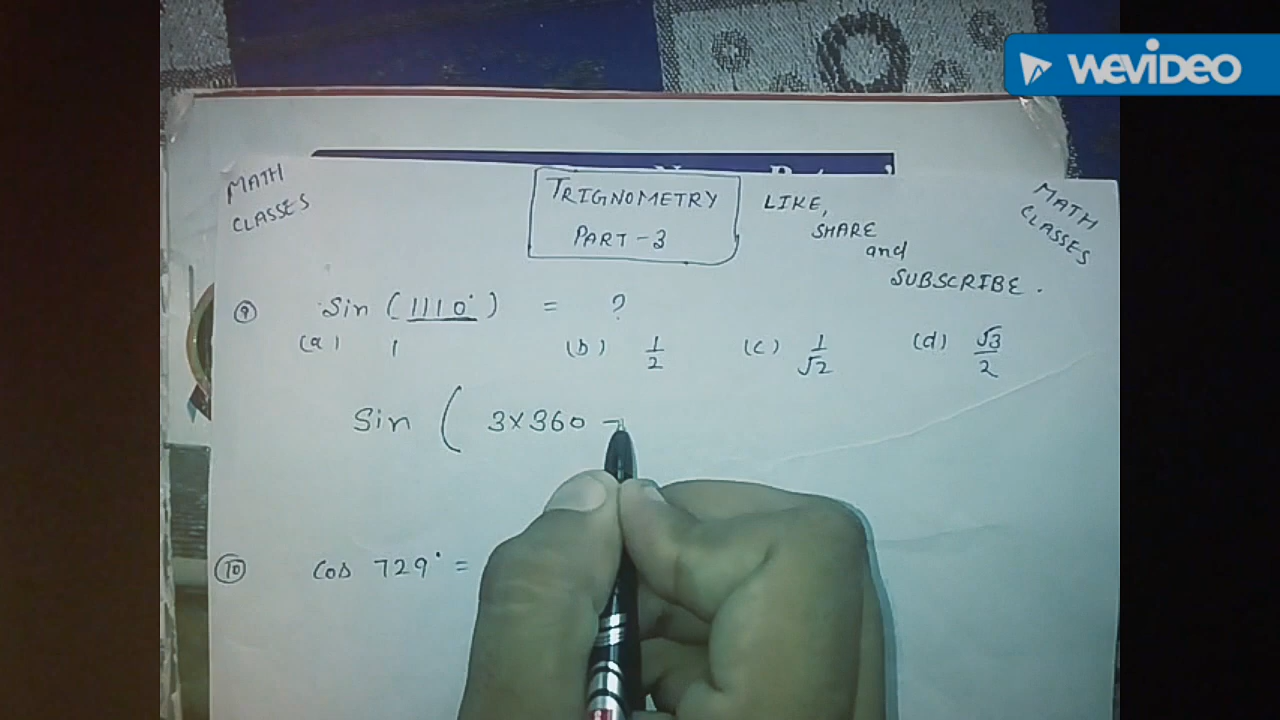 WEVIDEO
MATH
CLASSES
TRIGNOMETRY
PART-3
LIKE,
SHARE
and
SUBSCRIBE.
MATH
CLASSES
(9) Sin (1110°) = ?
(a) 1 (b) 1/2 (c) 1/√2 (d) √3/2
Sin ( 3×360
(10) Cos 729° =